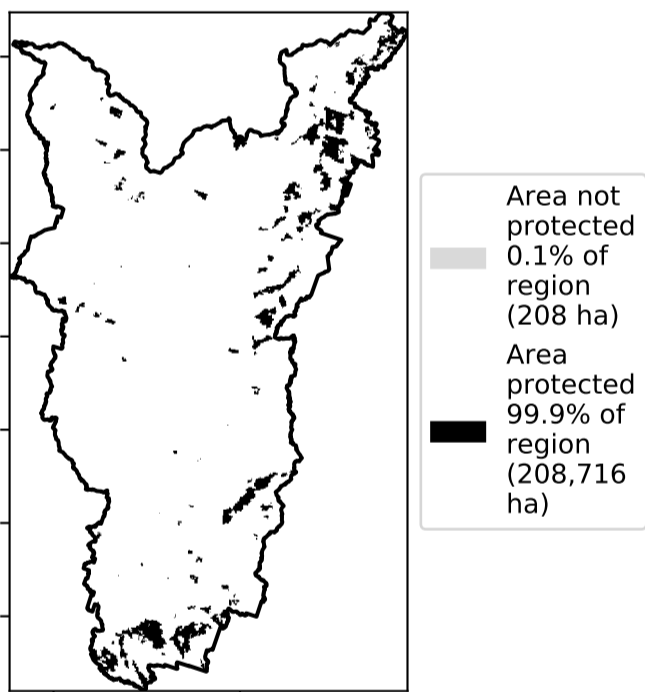 Area not
protected
0.1% of
region
(208 ha)
Area
protected
99.9% of
region
(208,716
ha)